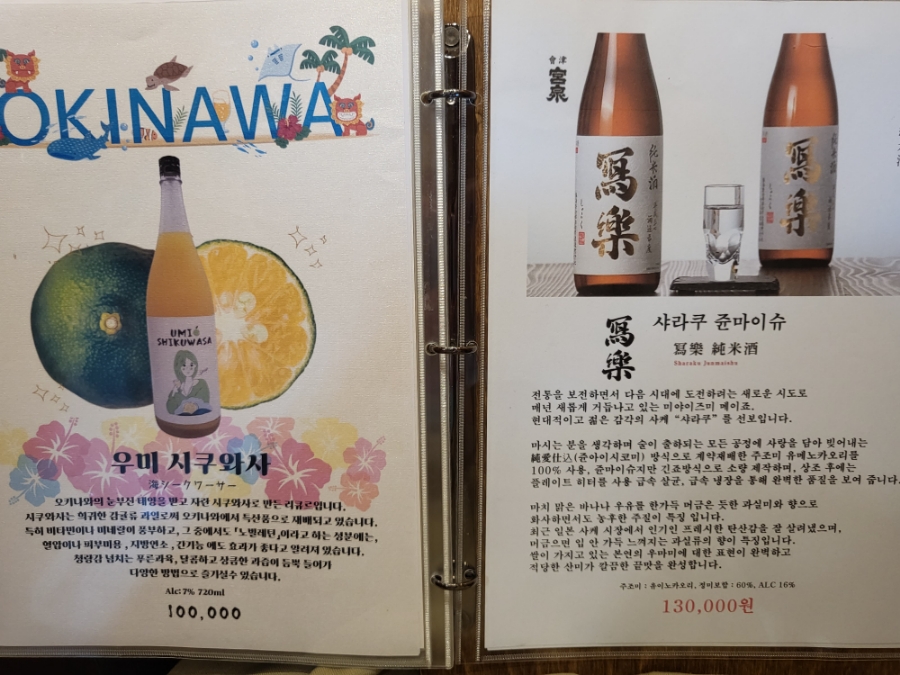 OKINAWA
UMI
SHIKUWASA
우미 시쿠와사
海シークワーサー
오키나와의 눈부신 태양을 받고 자란 시쿠와사로 만든 리큐르입니다.
시쿠와사는 희귀한 감귤류 과일로써 오키나와에서 특산품으로 재배되고 있습니다.
특히 비타민이나 미네랄이 풍부하고, 그 중에서도 「노빌레틴」이라고 하는 성분에는,
혈압이나 피부미용, 지방연소, 간기능 에도 효과가 좋다고 알려져 있습니다.
청량감 넘치는 푸른과육, 달콤하고 상큼한 과즙이 듬뿍 들어가
다양한 방법으로 즐기실수 있습니다.
Alc:7% 720ml
100,000
會津
宮泉
純米酒
寫樂
純米酒
寫樂
寫樂
샤라쿠 쥰마이슈
冩樂 純米酒
Sharaku Junmaishu
전통을 보전하면서 다음 시대에 도전하려는 새로운 시도로
매년 새롭게 거듭나고 있는 미야이즈미 메이죠.
현대적이고 젊은 감각의 사케 “샤라쿠” 를 선보입니다.
마시는 분을 생각하며 술이 출하되는 모든 공정에 사랑을 담아 빚어내는
純愛仕込(쥰아이시코미) 방식으로 계약재배한 주조미 유메노카오리를
100% 사용, 쥰마이슈지만 긴죠방식으로 소량 제작하며, 상조 후에는
플레이트 히터를 사용 급속 살균, 급속 냉장을 통해 완벽한 품질을 보여 줍니다.
마치 맑은 바나나 우유를 한가득 머금은 듯한 과실미와 향으로
화사하면서도 농후한 주질이 특징 입니다.
최근 일본 사케 시장에서 인기인 프레시한 탄산감을 잘 살려냈으며,
머금으면 입 안 가득 느껴지는 과실류의 향이 특징입니다.
쌀이 가지고 있는 본연의 우마미에 대한 표현이 완벽하고
적당한 산미가 깔끔한 끝맛을 완성합니다.
주조미 : 유메노카오리, 정미보합 : 60%, ALC 16%
130,000원